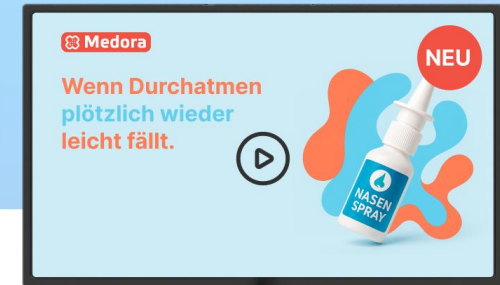 Medora
NEU
Wenn Durchatmen
plötzlich wieder
leicht fällt.
NASEN
SPRAY